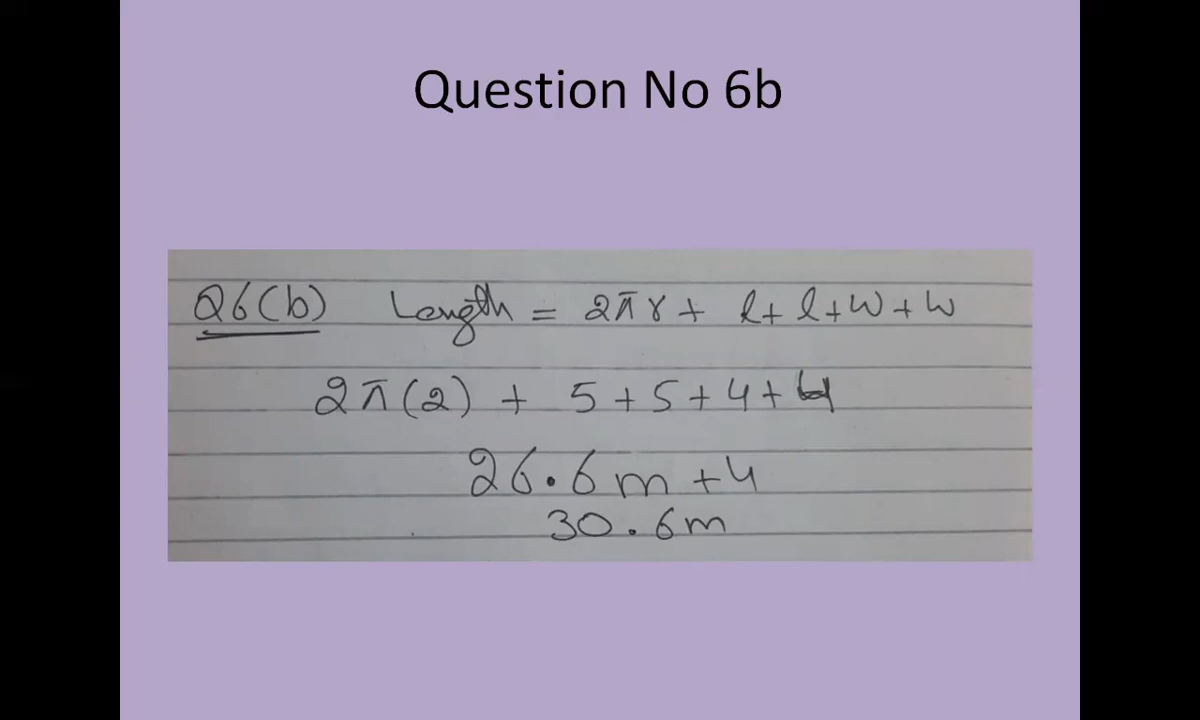 Question No 6b
Q6(b) Length = 2πr + l+ l+w+w
2π(2) + 5+5+4+4
26.6m +4
30.6m